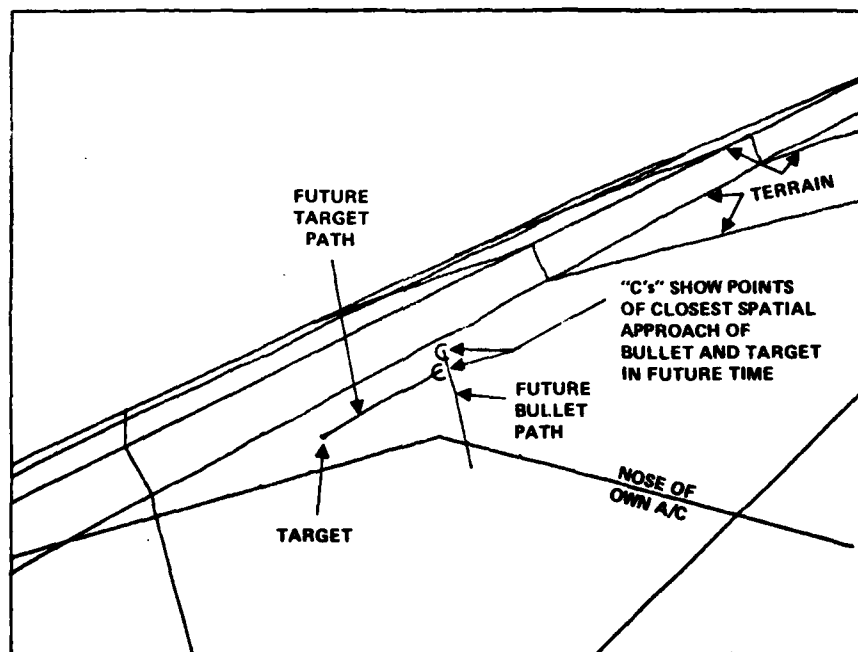 FUTURE
TARGET
PATH
TERRAIN
"C's" SHOW POINTS
OF CLOSEST SPATIAL
APPROACH OF
BULLET AND TARGET
IN FUTURE TIME
C
C
FUTURE
BULLET
PATH
NOSE OF
OWN A/C
TARGET